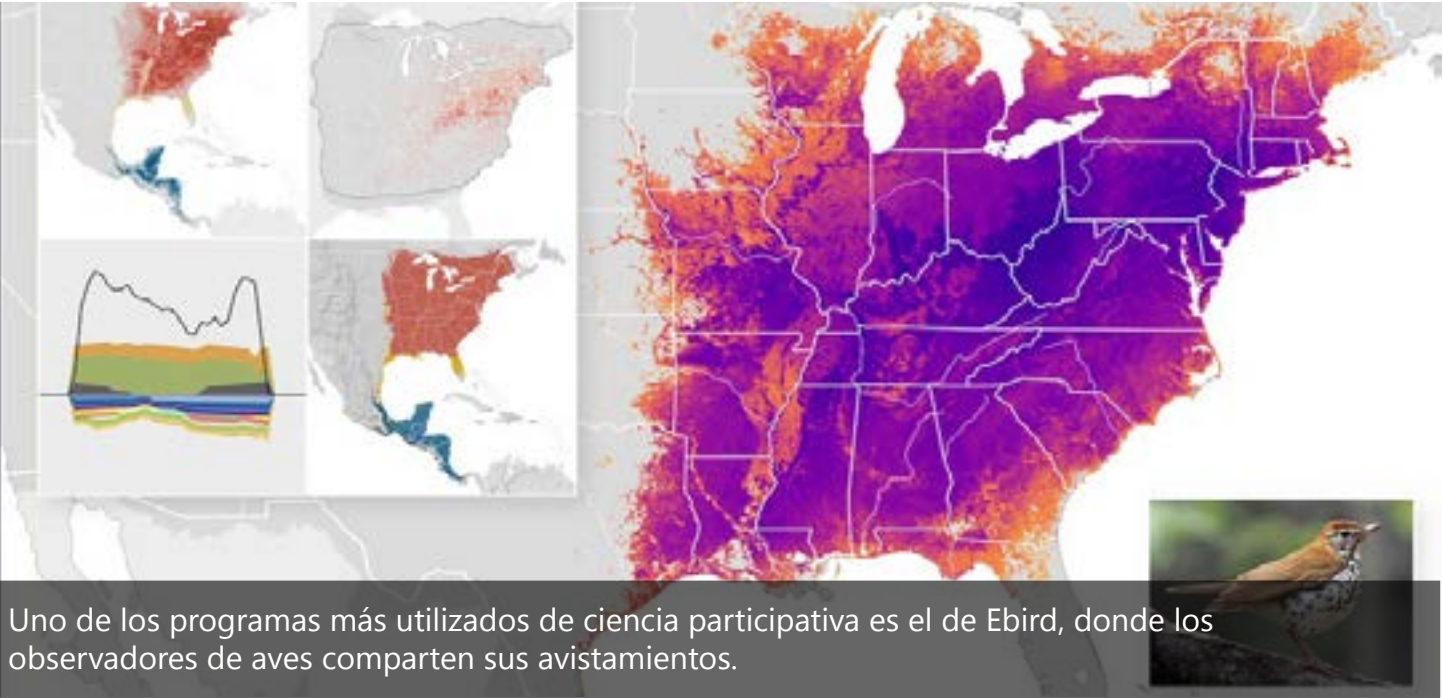 Uno de los programas más utilizados de ciencia participativa es el de Ebird, donde los
observadores de aves comparten sus avistamientos.